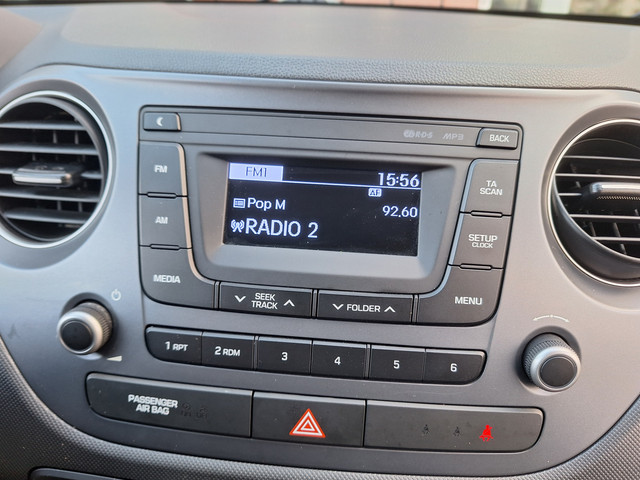 RDS MP3 BACK
FM1 15:56
AF
Pop M 92.60
RADIO 2
FM
AM
MEDIA
TA
SCAN
SETUP
CLOCK
MENU
SEEK
TRACK
FOLDER
1 RPT 2 RDM 3 4 5 6
PASSENGER
AIR BAG